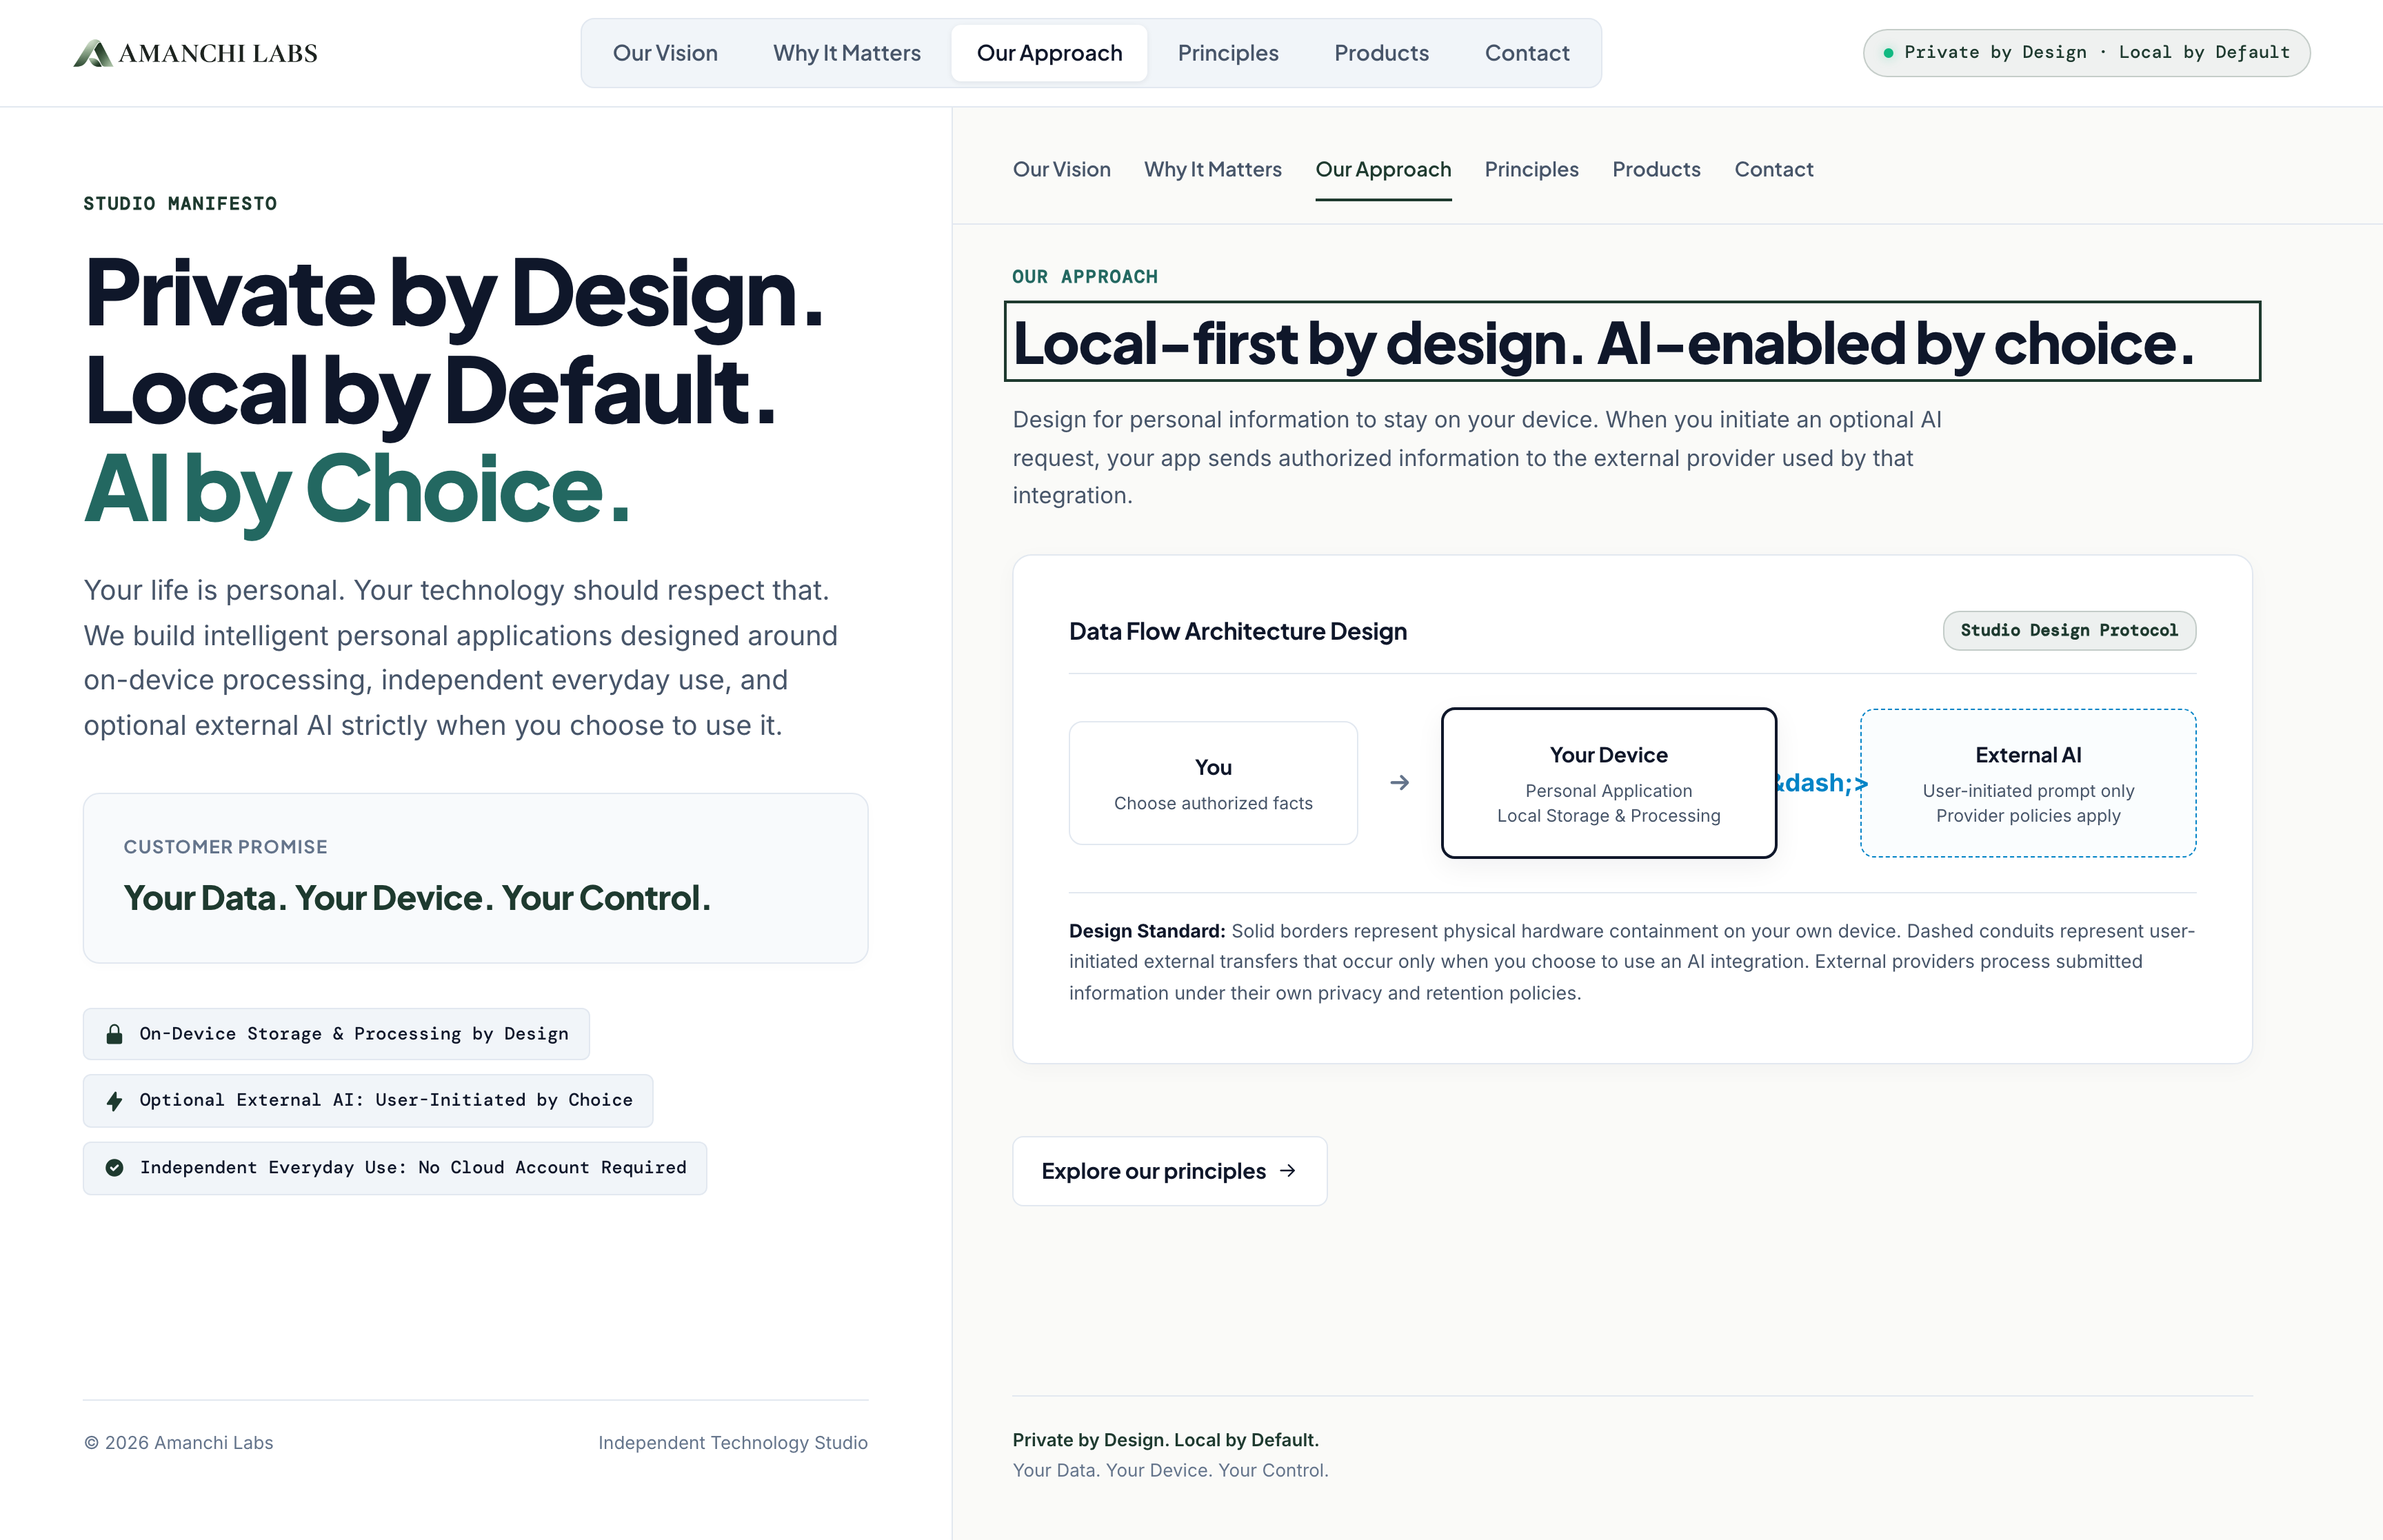 AMANCHI LABS
Our Vision
Why It Matters
Our Approach
Principles
Products
Contact
Private by Design · Local by Default
STUDIO MANIFESTO
Private by Design.
Local by Default.
AI by Choice.
Your life is personal. Your technology should respect that.
We build intelligent personal applications designed around
on-device processing, independent everyday use, and
optional external AI strictly when you choose to use it.
CUSTOMER PROMISE
Your Data. Your Device. Your Control.
On-Device Storage & Processing by Design
Optional External AI: User-Initiated by Choice
Independent Everyday Use: No Cloud Account Required
© 2026 Amanchi Labs
Independent Technology Studio
Our Vision
Why It Matters
Our Approach
Principles
Products
Contact
OUR APPROACH
Local-first by design. AI-enabled by choice.
Design for personal information to stay on your device. When you initiate an optional AI
request, your app sends authorized information to the external provider used by that
integration.
Data Flow Architecture Design
Studio Design Protocol
You
Choose authorized facts
→
Your Device
Personal Application
Local Storage & Processing
&dash;>
External AI
User-initiated prompt only
Provider policies apply
Design Standard: Solid borders represent physical hardware containment on your own device. Dashed conduits represent user-
initiated external transfers that occur only when you choose to use an AI integration. External providers process submitted
information under their own privacy and retention policies.
Explore our principles →
Private by Design. Local by Default.
Your Data. Your Device. Your Control.